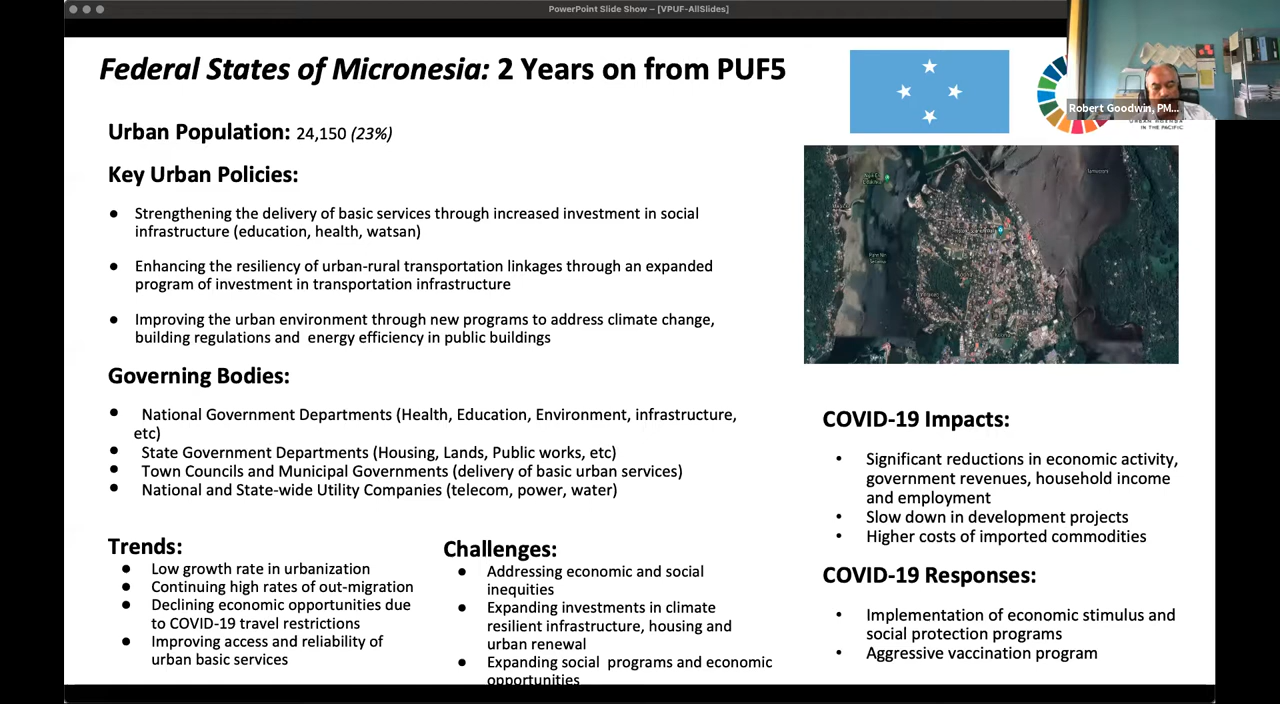 PowerPoint Slide Show – [VPUF-AllSlides]
Federal States of Micronesia: 2 Years on from PUF5
Robert Goodwin, PM...
IN THE PACIFIC
Urban Population: 24,150 (23%)
Key Urban Policies:
● Strengthening the delivery of basic services through increased investment in social
infrastructure (education, health, watsan)
● Enhancing the resiliency of urban-rural transportation linkages through an expanded
program of investment in transportation infrastructure
● Improving the urban environment through new programs to address climate change,
building regulations and energy efficiency in public buildings
Governing Bodies:
● National Government Departments (Health, Education, Environment, infrastructure,
etc)
● State Government Departments (Housing, Lands, Public works, etc)
● Town Councils and Municipal Governments (delivery of basic urban services)
● National and State-wide Utility Companies (telecom, power, water)
Trends:
● Low growth rate in urbanization
● Continuing high rates of out-migration
● Declining economic opportunities due
to COVID-19 travel restrictions
● Improving access and reliability of
urban basic services
Challenges:
● Addressing economic and social
inequities
● Expanding investments in climate
resilient infrastructure, housing and
urban renewal
● Expanding social programs and economic
opportunities
COVID-19 Impacts:
• Significant reductions in economic activity,
government revenues, household income
and employment
• Slow down in development projects
• Higher costs of imported commodities
COVID-19 Responses:
• Implementation of economic stimulus and
social protection programs
• Aggressive vaccination program